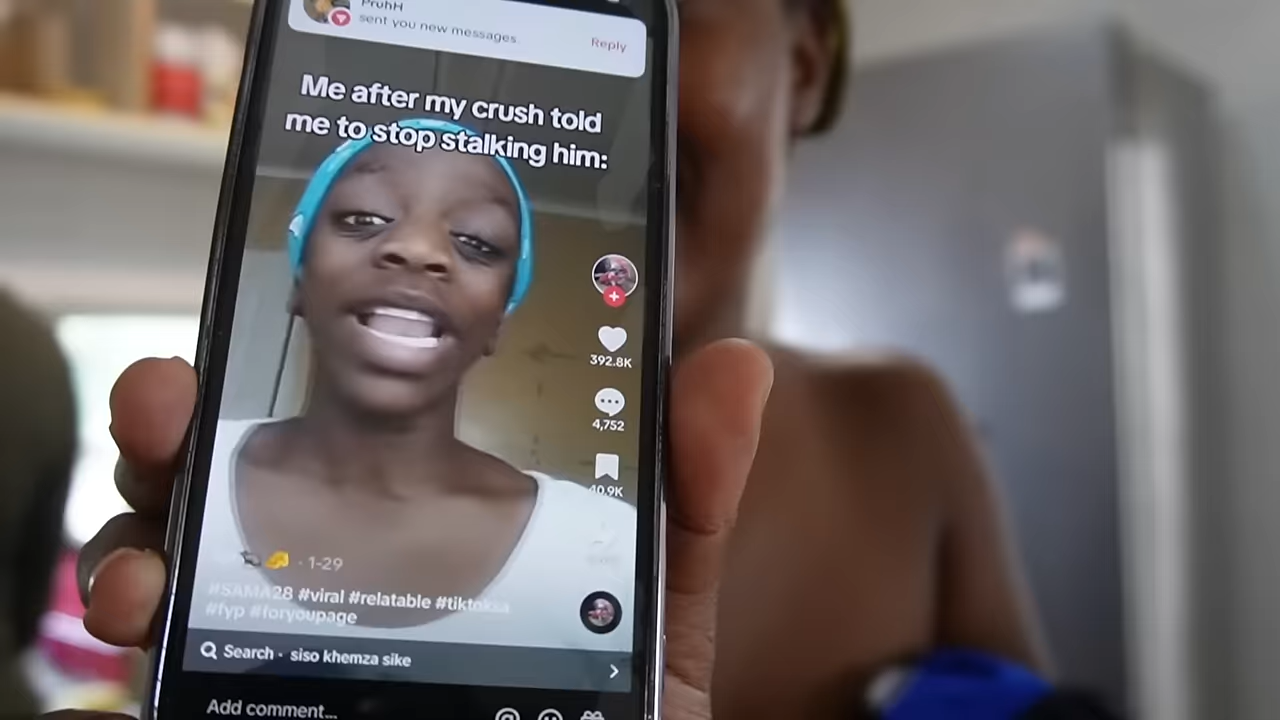 PruhH
sent you new messages.
Reply
Me after my crush told
me to stop stalking him:
392.8K
4,752
40.9K
· 1-29
#SAMA28 #viral #relatable #tiktoksa
#fyp #foryoupage
Search · siso khemza sike
Add comment...